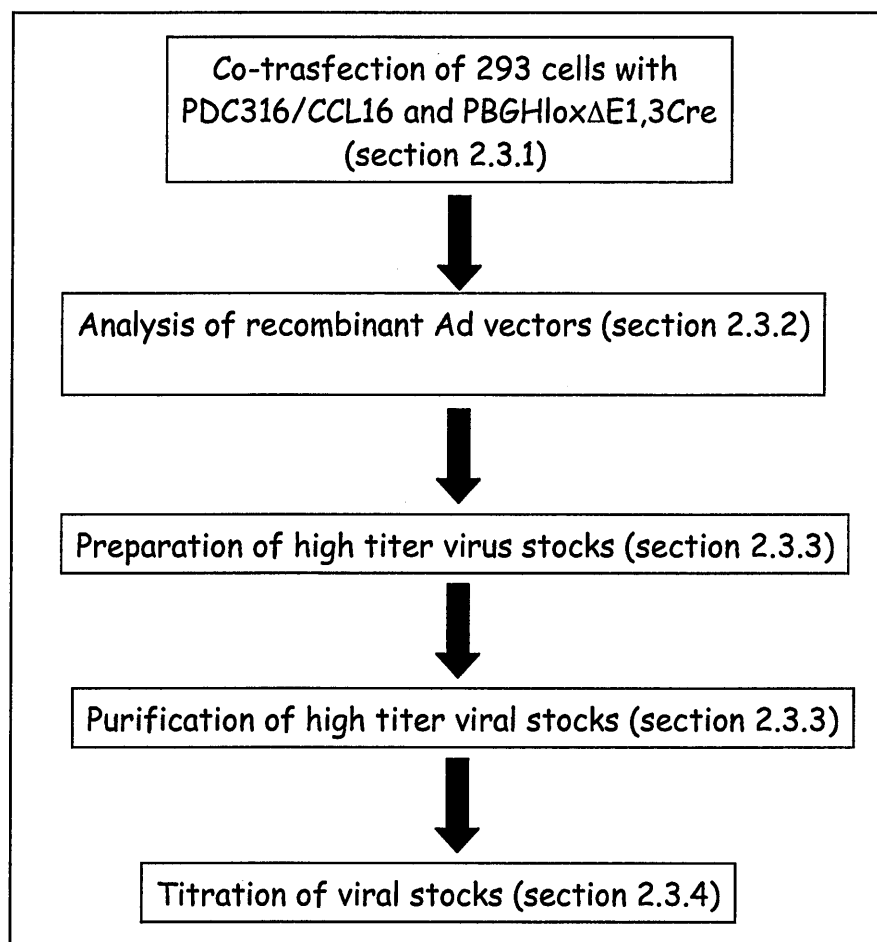 Co-trasfection of 293 cells with
PDC316/CCL16 and PBGHloxΔE1,3Cre
(section 2.3.1)
Analysis of recombinant Ad vectors (section 2.3.2)
Preparation of high titer virus stocks (section 2.3.3)
Purification of high titer viral stocks (section 2.3.3)
Titration of viral stocks (section 2.3.4)